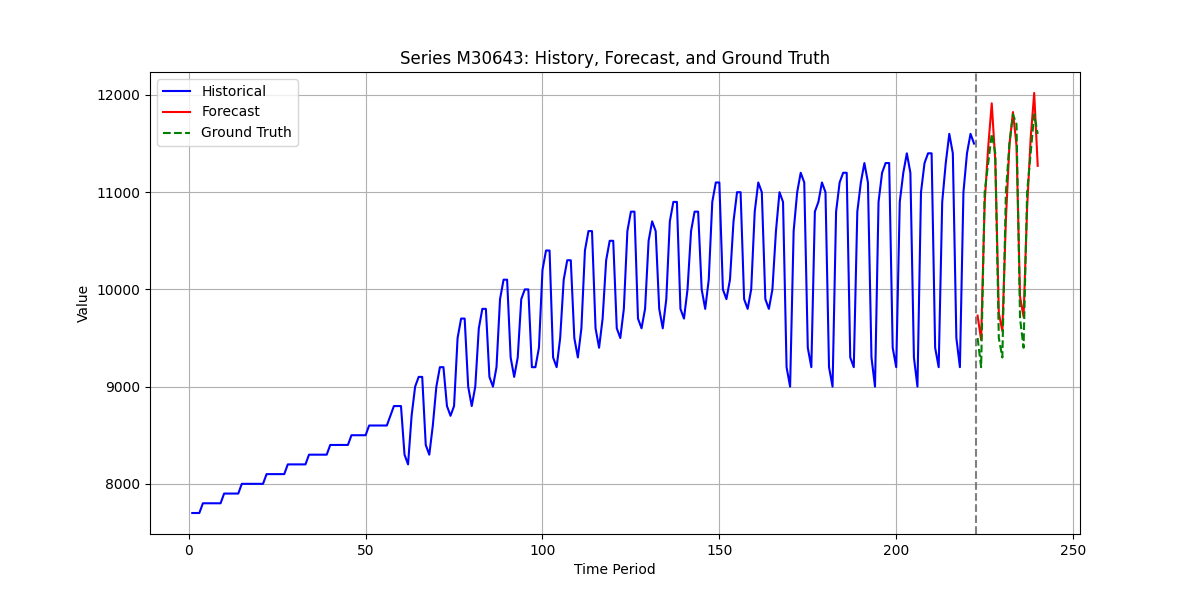 Series M30643: History, Forecast, and Ground Truth
Historical
Forecast
Ground Truth
12000
11000
10000
9000
8000
Value
0 50 100 150 200 250
Time Period